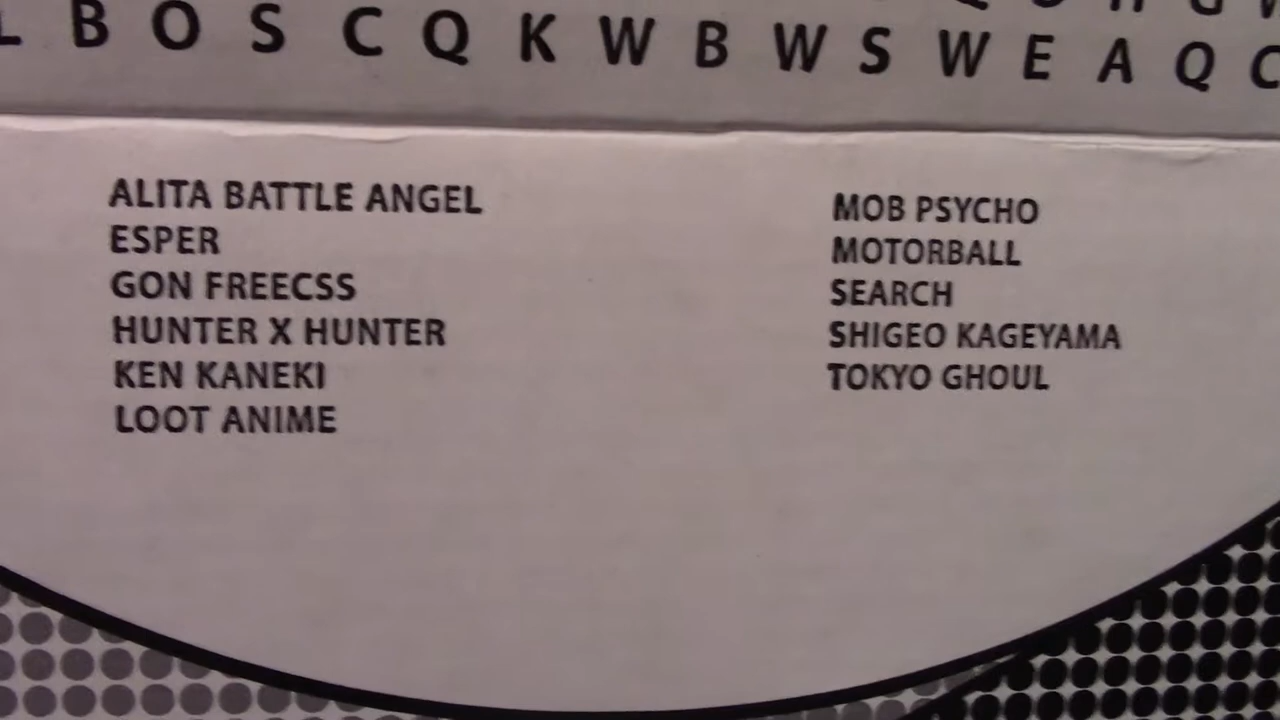 L B O S C Q K W B W S W E A Q C
ALITA BATTLE ANGEL
ESPER
GON FREECSS
HUNTER X HUNTER
KEN KANEKI
LOOT ANIME
MOB PSYCHO
MOTORBALL
SEARCH
SHIGEO KAGEYAMA
TOKYO GHOUL